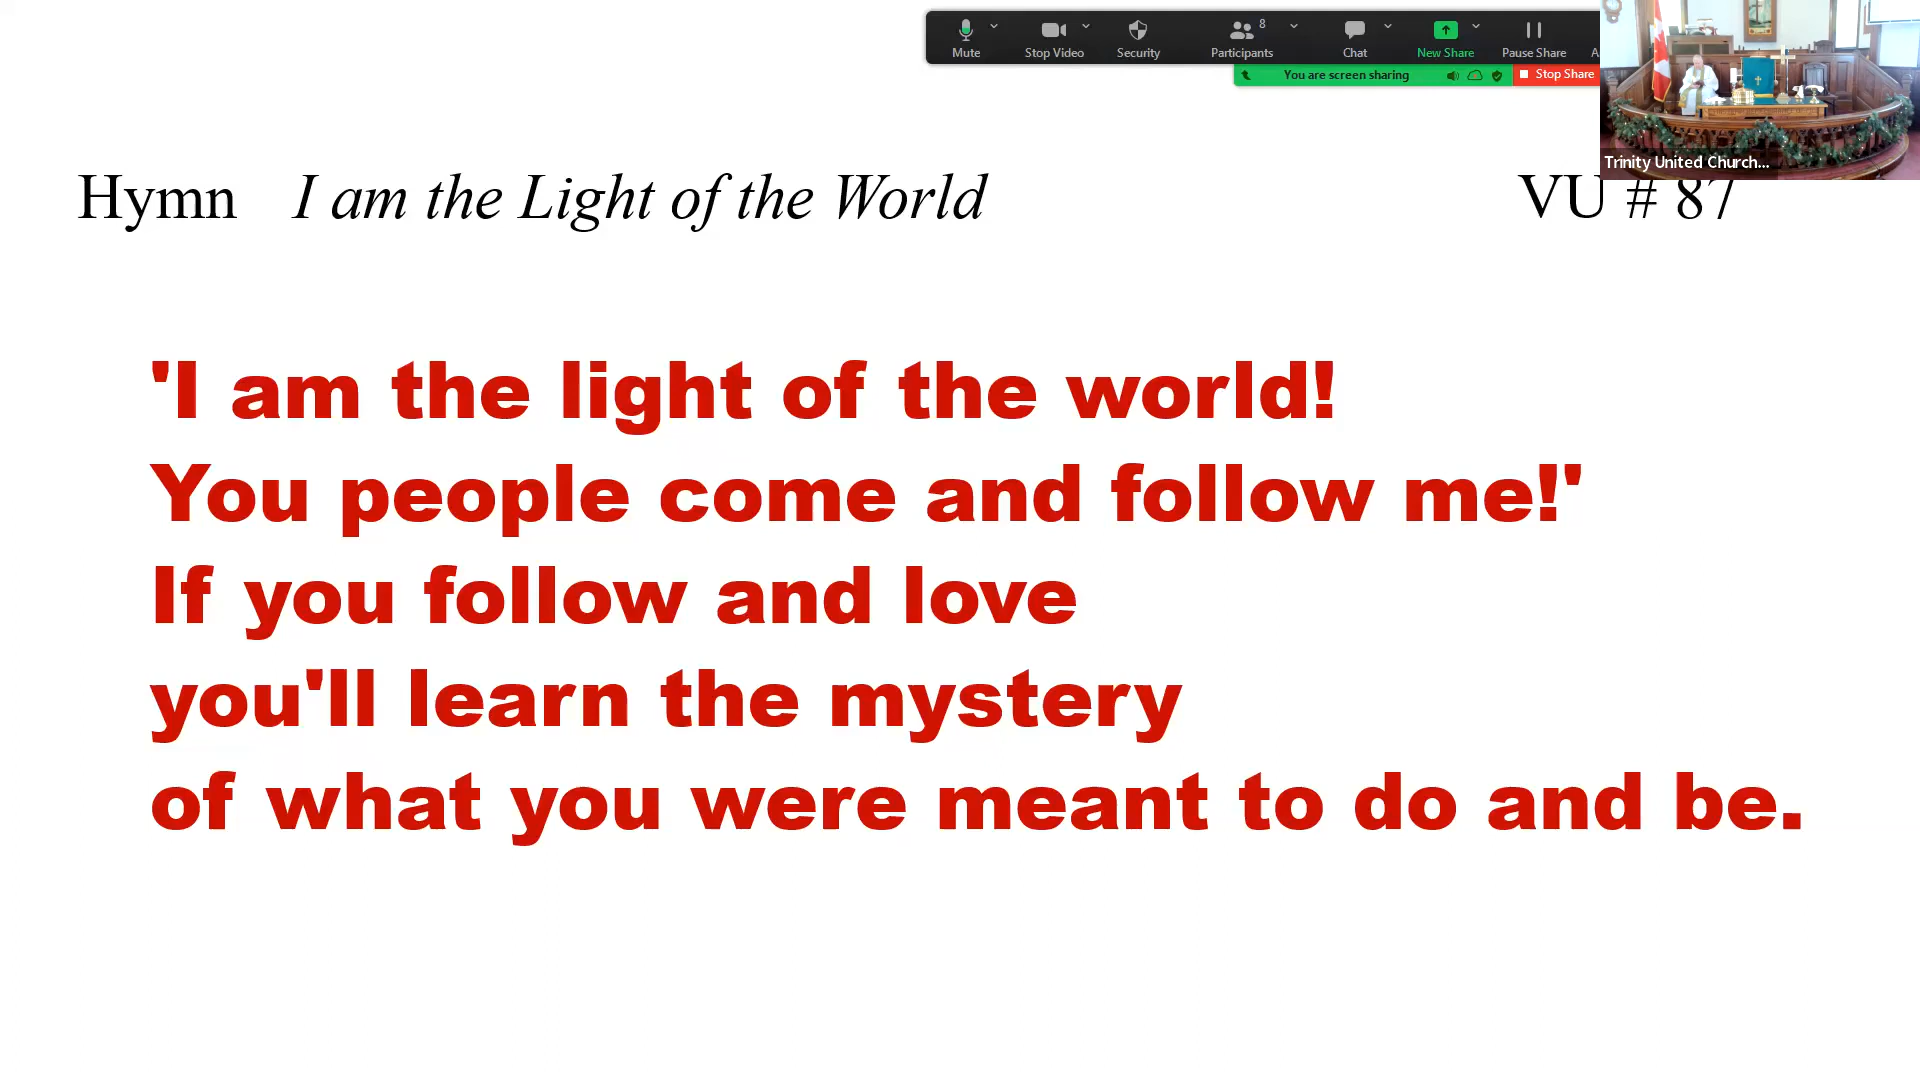 8
Mute Stop Video Security Participants Chat New Share Pause Share
You are screen sharing Stop Share
Trinity United Church...
Hymn I am the Light of the World VU # 87
'I am the light of the world!
You people come and follow me!'
If you follow and love
you'll learn the mystery
of what you were meant to do and be.